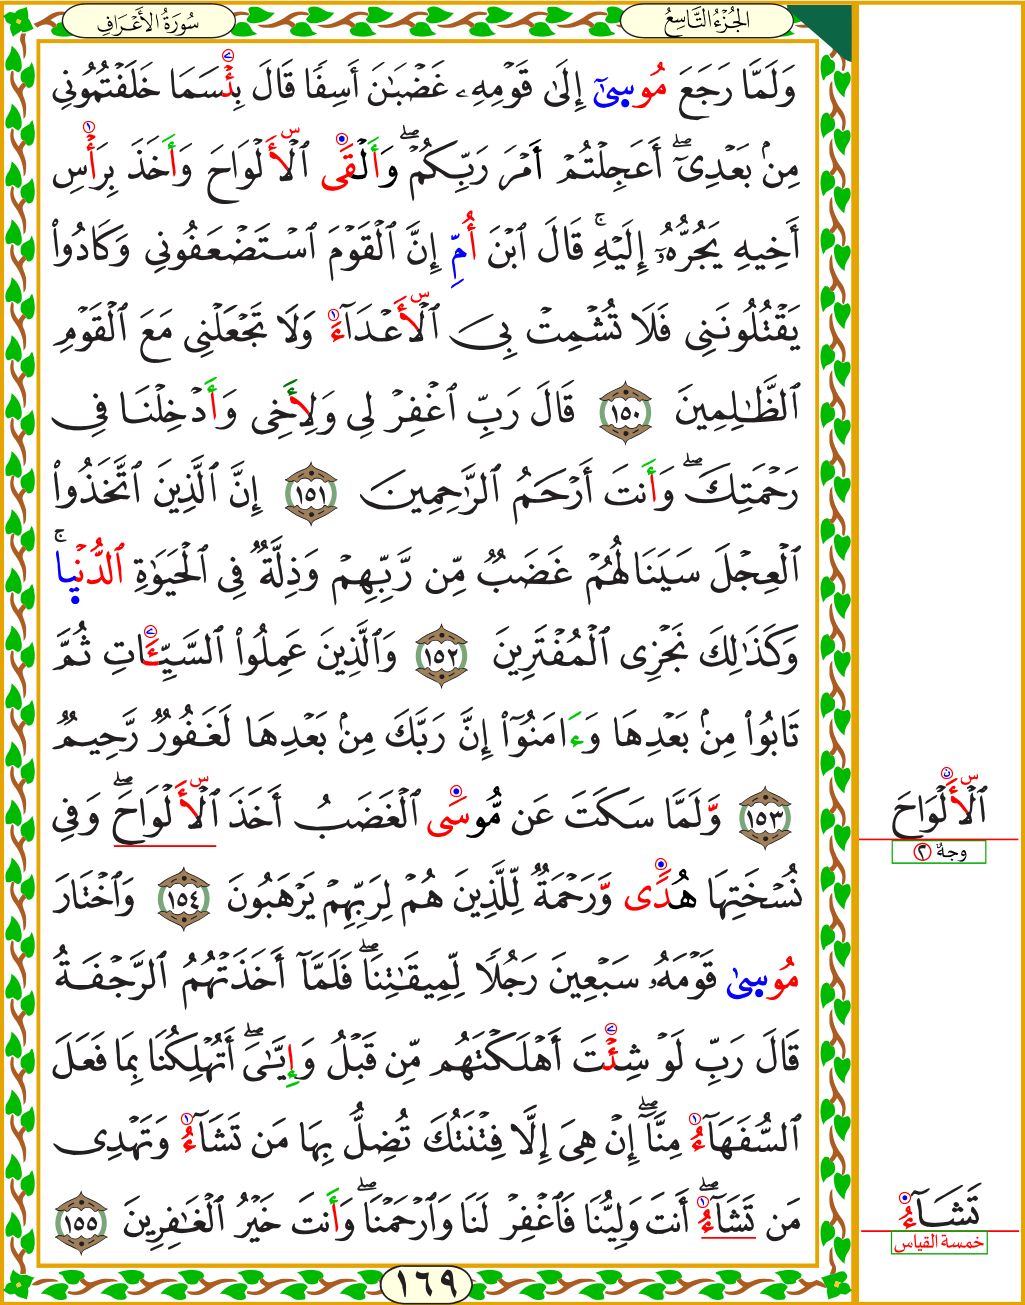 سُورَةُ الأَعْرَافِ
الجُزْءُ التَّاسِعُ
وَلَمَّا رَجَعَ مُوسَىٰٓ إِلَىٰ قَوْمِهِۦ غَضْبَٰنَ أَسِفًا قَالَ بِئْسَمَا خَلَفْتُمُونِي
مِنۢ بَعْدِيٓۖ أَعَجِلْتُمْ أَمْرَ رَبِّكُمْۖ وَأَلْقَى ٱلْأَلْوَاحَ وَأَخَذَ بِرَأْسِ
أَخِيهِ يَجُرُّهُۥٓ إِلَيْهِۚ قَالَ ٱبْنَ أُمِّ إِنَّ ٱلْقَوْمَ ٱسْتَضْعَفُونِي وَكَادُوا۟
يَقْتُلُونَنِي فَلَا تُشْمِتْ بِيَ ٱلْأَعْدَآءَ وَلَا تَجْعَلْنِي مَعَ ٱلْقَوْمِ
ٱلظَّٰلِمِينَ ١٥٠ قَالَ رَبِّ ٱغْفِرْ لِي وَلِأَخِي وَأَدْخِلْنَا فِي
رَحْمَتِكَۖ وَأَنتَ أَرْحَمُ ٱلرَّٰحِمِينَ ١٥١ إِنَّ ٱلَّذِينَ ٱتَّخَذُوا۟
ٱلْعِجْلَ سَيَنَالُهُمْ غَضَبٌ مِّن رَّبِّهِمْ وَذِلَّةٌ فِي ٱلْحَيَوٰةِ ٱلدُّنْيَاۚ
وَكَذَٰلِكَ نَجْزِي ٱلْمُفْتَرِينَ ١٥٢ وَٱلَّذِينَ عَمِلُوا۟ ٱلسَّيِّـَٔاتِ ثُمَّ
تَابُوا۟ مِنۢ بَعْدِهَا وَءَامَنُوٓا۟ إِنَّ رَبَّكَ مِنۢ بَعْدِهَا لَغَفُورٌ رَّحِيمٌ
١٥٣ وَلَمَّا سَكَتَ عَن مُّوسَى ٱلْغَضَبُ أَخَذَ ٱلْأَلْوَاحَۖ وَفِي
نُسْخَتِهَا هُدًى وَرَحْمَةٌ لِّلَّذِينَ هُمْ لِرَبِّهِمْ يَرْهَبُونَ ١٥٤ وَٱخْتَارَ
مُوسَىٰ قَوْمَهُۥ سَبْعِينَ رَجُلًا لِّمِيقَٰتِنَاۖ فَلَمَّآ أَخَذَتْهُمُ ٱلرَّجْفَةُ
قَالَ رَبِّ لَوْ شِئْتَ أَهْلَكْتَهُم مِّن قَبْلُ وَإِيَّٰيَۖ أَتُهْلِكُنَا بِمَا فَعَلَ
ٱلسُّفَهَآءُ مِنَّآۖ إِنْ هِيَ إِلَّا فِتْنَتُكَ تُضِلُّ بِهَا مَن تَشَآءُ وَتَهْدِي
مَن تَشَآءُۖ أَنتَ وَلِيُّنَا فَٱغْفِرْ لَنَا وَٱرْحَمْنَاۖ وَأَنتَ خَيْرُ ٱلْغَٰفِرِينَ ١٥٥
١٦٩
ٱلْأَلْوَاحَ
وجهٌ ٢
تَشَآءُ
خمسة القياس